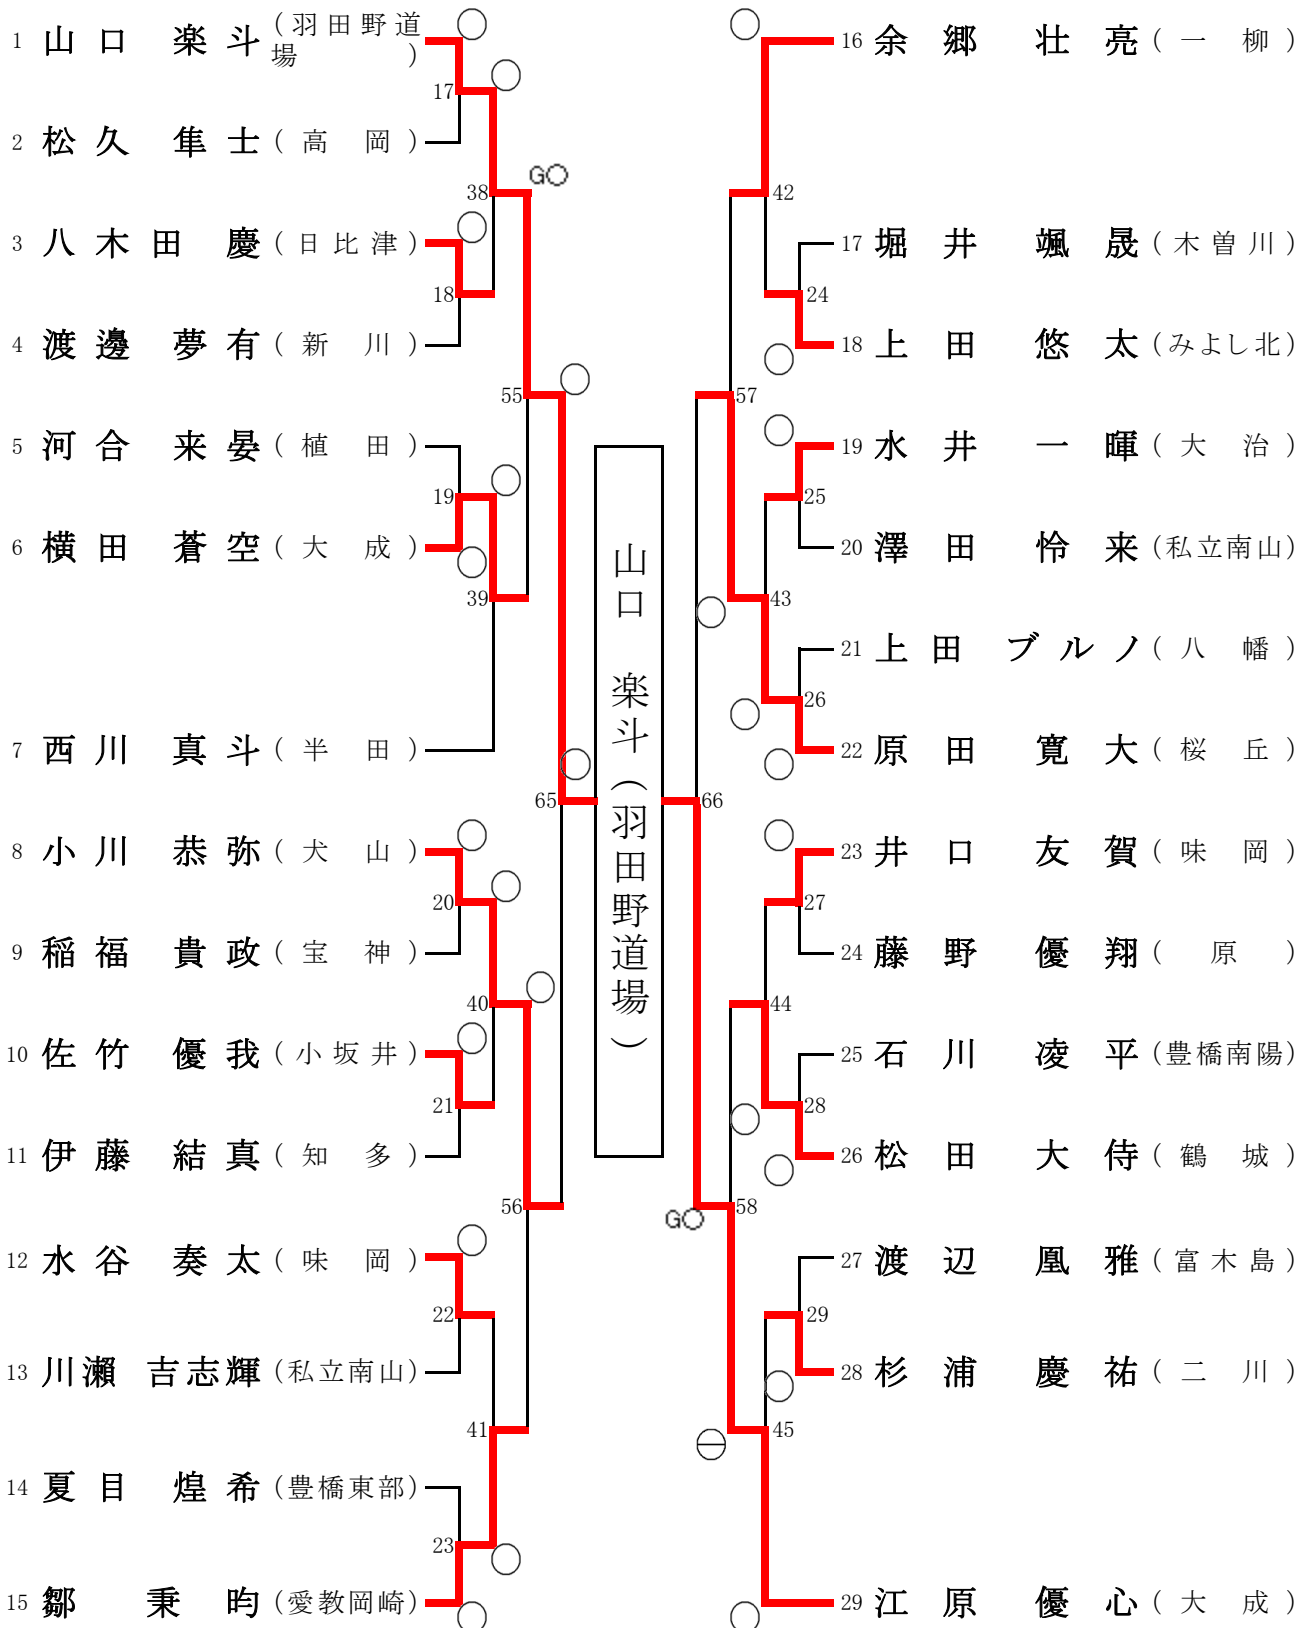 1 山口 楽斗 (羽田野道場)
17
2 松久 隼士 (高岡)
38
G○
3 八木田 慶 (日比津)
18
4 渡邊 夢有 (新川)
55
5 河合 来晏 (植田)
19
6 横田 蒼空 (大成)
39
7 西川 真斗 (半田)
65
8 小川 恭弥 (犬山)
20
9 稲福 貴政 (宝神)
40
10 佐竹 優我 (小坂井)
21
11 伊藤 結真 (知多)
56
12 水谷 奏太 (味岡)
22
13 川瀬 吉志輝 (私立南山)
41
14 夏目 煌希 (豊橋東部)
23
15 鄒 秉昀 (愛教岡崎)
山口 楽斗(羽田野道場)
16 余郷 壮亮 (一柳)
42
17 堀井 颯晟 (木曽川)
24
18 上田 悠太 (みよし北)
57
19 水井 一暉 (大治)
25
20 澤田 怜来 (私立南山)
43
21 上田 ブルノ (八幡)
26
22 原田 寛大 (桜丘)
66
23 井口 友賀 (味岡)
27
24 藤野 優翔 (原)
44
25 石川 凌平 (豊橋南陽)
28
26 松田 大侍 (鶴城)
58
G○
27 渡辺 凰雅 (富木島)
29
28 杉浦 慶祐 (二川)
45
29 江原 優心 (大成)